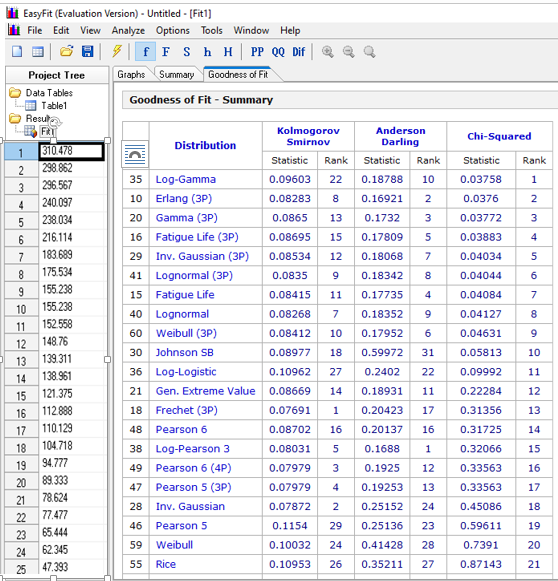 EasyFit (Evaluation Version) - Untitled - [Fit1]
File Edit View Analyze Options Tools Window Help
f F S h H PP QQ Dif
Project Tree
Data Tables
Table1
Results
Fit1
1 310.478
2 298.862
3 296.567
4 240.097
5 238.034
6 216.114
7 183.689
8 175.534
9 155.238
10 155.238
11 152.558
12 148.76
13 139.311
14 138.961
15 121.375
16 112.888
17 110.129
18 104.718
19 94.777
20 89.333
21 78.624
22 77.477
23 65.444
24 62.345
25 47.393
Graphs Summary Goodness of Fit
Goodness of Fit - Summary
Distribution Kolmogorov Smirnov Anderson Darling Chi-Squared
Statistic Rank Statistic Rank Statistic Rank
35 Log-Gamma 0.09603 22 0.18788 10 0.03758 1
10 Erlang (3P) 0.08283 8 0.16921 2 0.0376 2
20 Gamma (3P) 0.0865 13 0.1732 3 0.03772 3
16 Fatigue Life (3P) 0.08695 15 0.17809 5 0.03883 4
29 Inv. Gaussian (3P) 0.08534 12 0.18068 7 0.04034 5
41 Lognormal (3P) 0.0835 9 0.18342 8 0.04044 6
15 Fatigue Life 0.08415 11 0.17735 4 0.04084 7
40 Lognormal 0.08268 7 0.18352 9 0.04127 8
60 Weibull (3P) 0.08412 10 0.17952 6 0.04631 9
30 Johnson SB 0.08977 18 0.59972 31 0.05813 10
36 Log-Logistic 0.10962 27 0.2402 22 0.09992 11
21 Gen. Extreme Value 0.08669 14 0.18931 11 0.22284 12
18 Frechet (3P) 0.07691 1 0.20423 17 0.31356 13
48 Pearson 6 0.08702 16 0.20137 16 0.31725 14
38 Log-Pearson 3 0.08031 5 0.1688 1 0.32066 15
49 Pearson 6 (4P) 0.07979 3 0.1925 12 0.33563 16
47 Pearson 5 (3P) 0.07979 4 0.19253 13 0.33563 17
28 Inv. Gaussian 0.07872 2 0.25152 24 0.45086 18
46 Pearson 5 0.1154 29 0.25136 23 0.59611 19
59 Weibull 0.10032 24 0.41428 28 0.7391 20
55 Rice 0.10953 26 0.35211 27 0.87143 21